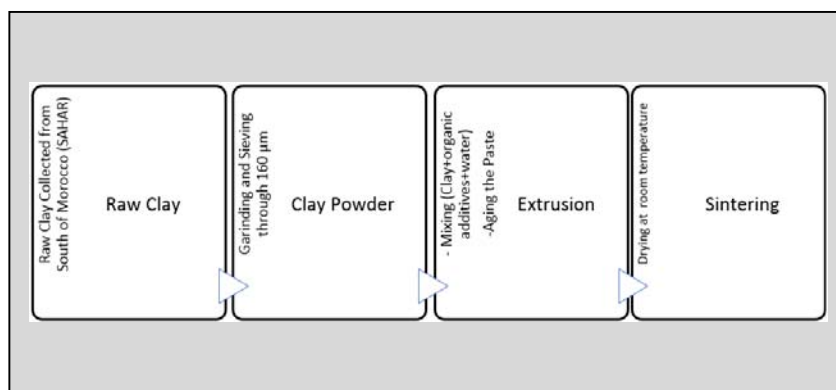 Raw Clay Collected from
South of Morocco (SAHAR)
Raw Clay
Garinding and Sieving
through 160 µm
Clay Powder
- Mixing (Clay+organic
additives+water)
-Aging the Paste
Extrusion
Drying at room temperature
Sintering